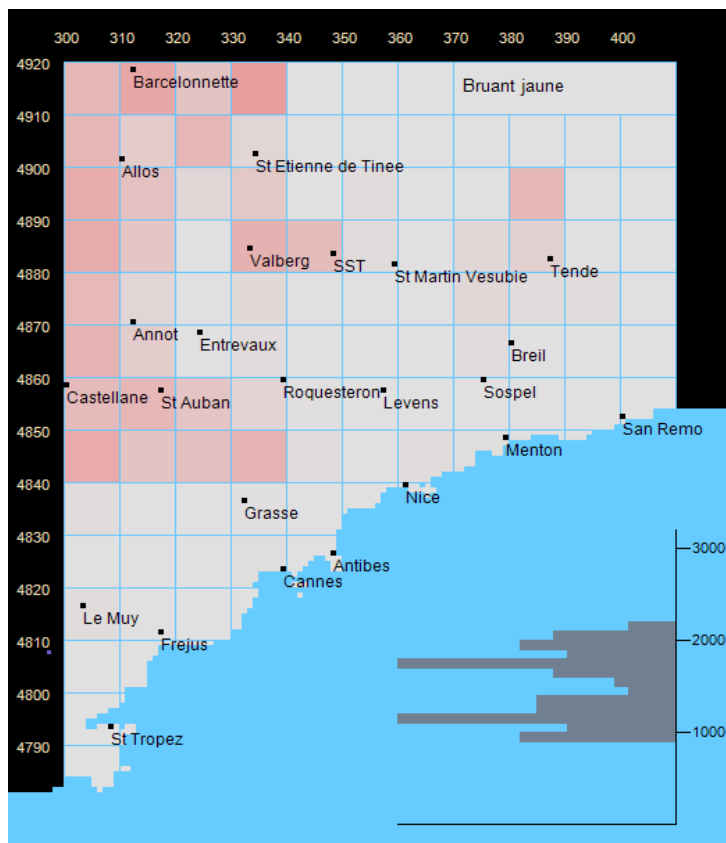 300 310 320 330 340 350 360 370 380 390 400
4920
Barcelonnette
Bruant jaune
4910
4900
Allos
St Etienne de Tinee
4890
Valberg
SST
St Martin Vesubie
Tende
4880
4870
Annot
Entrevaux
Breil
4860
Castellane
St Auban
Roquesteron
Levens
Sospel
4850
Menton
San Remo
4840
Nice
Grasse
4830
Antibes
Cannes
4820
Le Muy
Frejus
4810
4800
4790
St Tropez
3000
2000
1000